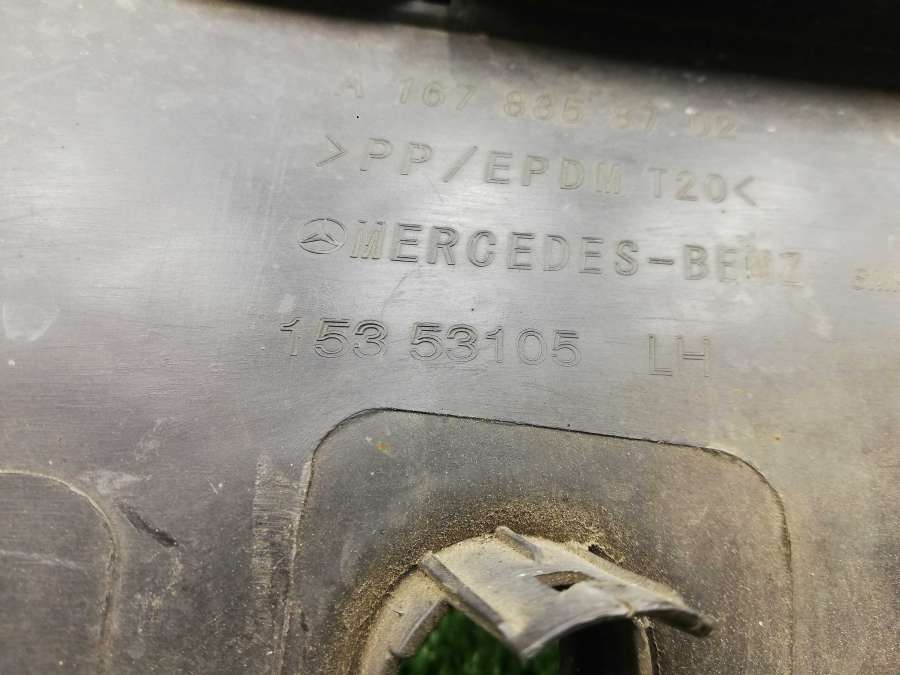 A 167 885 87 02
>PP/EPDM T20<
MERCEDES-BENZ
153 53105 LH